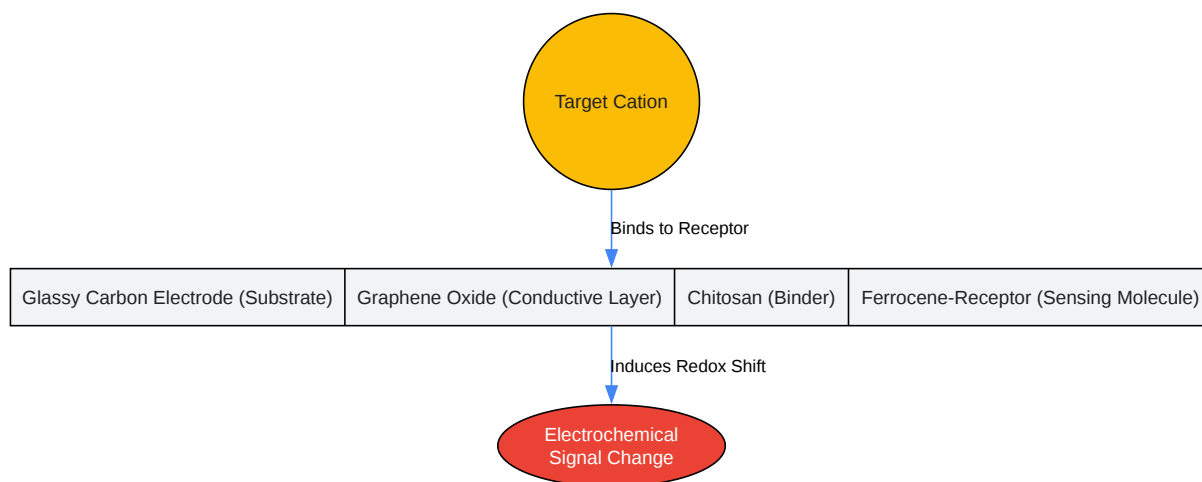 Target Cation
Binds to Receptor
Glassy Carbon Electrode (Substrate)
Graphene Oxide (Conductive Layer)
Chitosan (Binder)
Ferrocene-Receptor (Sensing Molecule)
Induces Redox Shift
Electrochemical
Signal Change